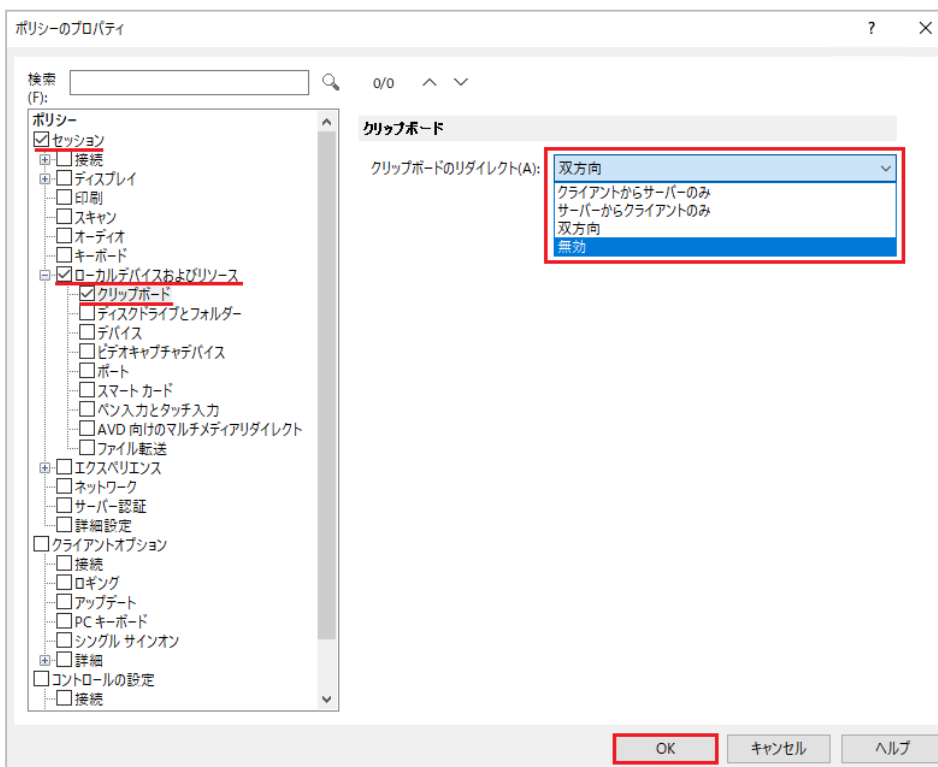 ポリシーのプロパティ
?
検索
(F):
0/0
ポリシー
セッション
接続
ディスプレイ
印刷
スキャン
オーディオ
キーボード
ローカルデバイスおよびリソース
クリップボード
ディスクドライブとフォルダー
デバイス
ビデオキャプチャデバイス
ポート
スマート カード
ペン入力とタッチ入力
AVD 向けのマルチメディアリダイレクト
ファイル転送
エクスペリエンス
ネットワーク
サーバー認証
詳細設定
クライアントオプション
接続
ロギング
アップデート
PC キーボード
シングル サインオン
詳細
コントロールの設定
接続
クリップボード
クリップボードのリダイレクト(A):
双方向
クライアントからサーバーのみ
サーバーからクライアントのみ
双方向
無効
OK
キャンセル
ヘルプ